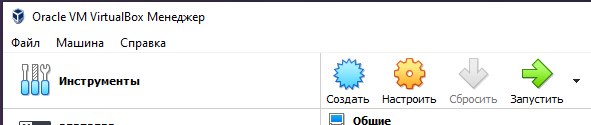 Oracle VM VirtualBox Менеджер
Файл Машина Справка
Инструменты
Создать Настроить Сбросить Запустить
Общие